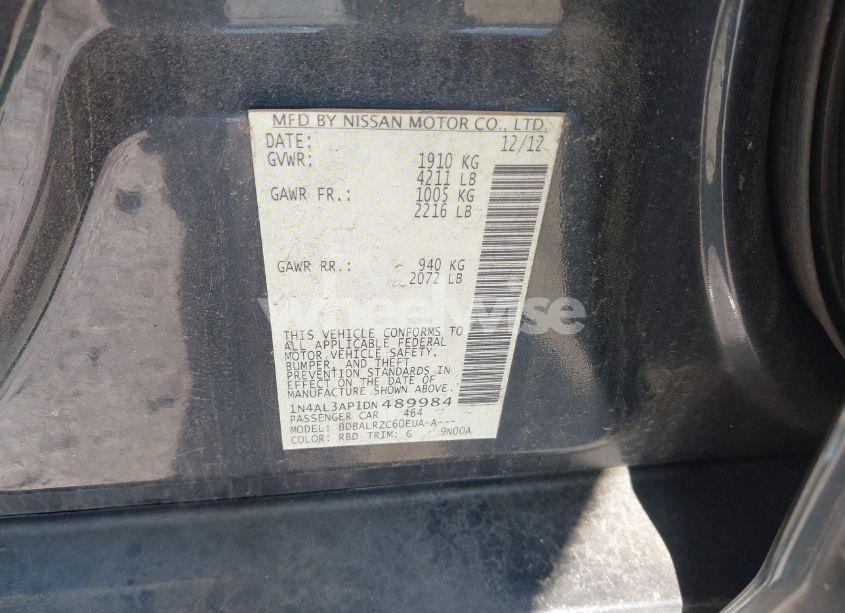 MFD BY NISSAN MOTOR CO., LTD.
DATE: 12/12
GVWR: 1910 KG
4211 LB
GAWR FR.: 1005 KG
2216 LB
GAWR RR.: 940 KG
2072 LB
wheelwise
THIS VEHICLE CONFORMS TO
ALL APPLICABLE FEDERAL
MOTOR VEHICLE SAFETY,
BUMPER, AND THEFT
PREVENTION STANDARDS IN
EFFECT ON THE DATE OF
MANUFACTURE SHOWN ABOVE.
1N4AL3AP1DN 489984
PASSENGER CAR 464
MODEL: BDBALRZC60EUA-A---
COLOR: RBD TRIM: G 9N00A